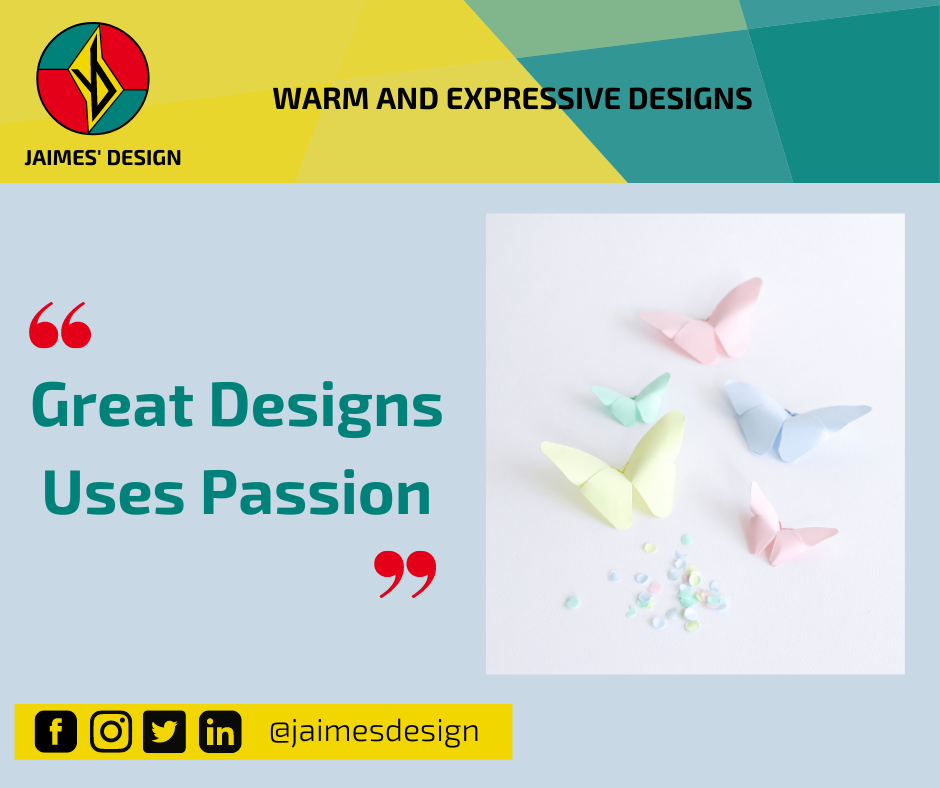 WARM AND EXPRESSIVE DESIGNS
JAIMES' DESIGN
Great Designs
Uses Passion
@jaimesdesign